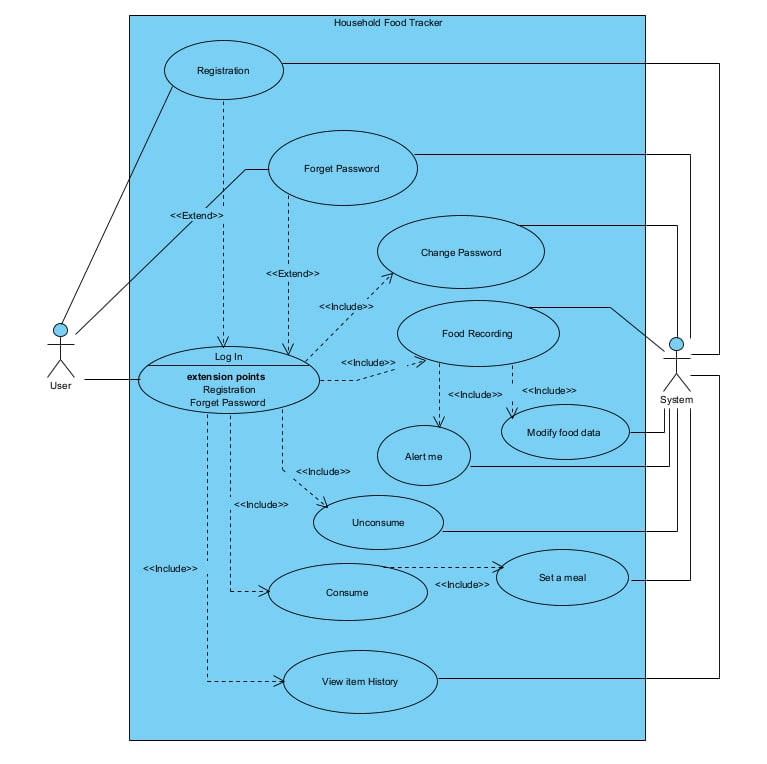 Household Food Tracker
Registration
Forget Password
<<Extend>>
Change Password
<<Extend>>
<<Include>>
Food Recording
Log In
<<Include>>
extension points
Registration
Forget Password
User
System
<<Include>>
<<Include>>
Modify food data
Alert me
<<Include>>
<<Include>>
Unconsume
<<Include>>
Set a meal
<<Include>>
Consume
View item History